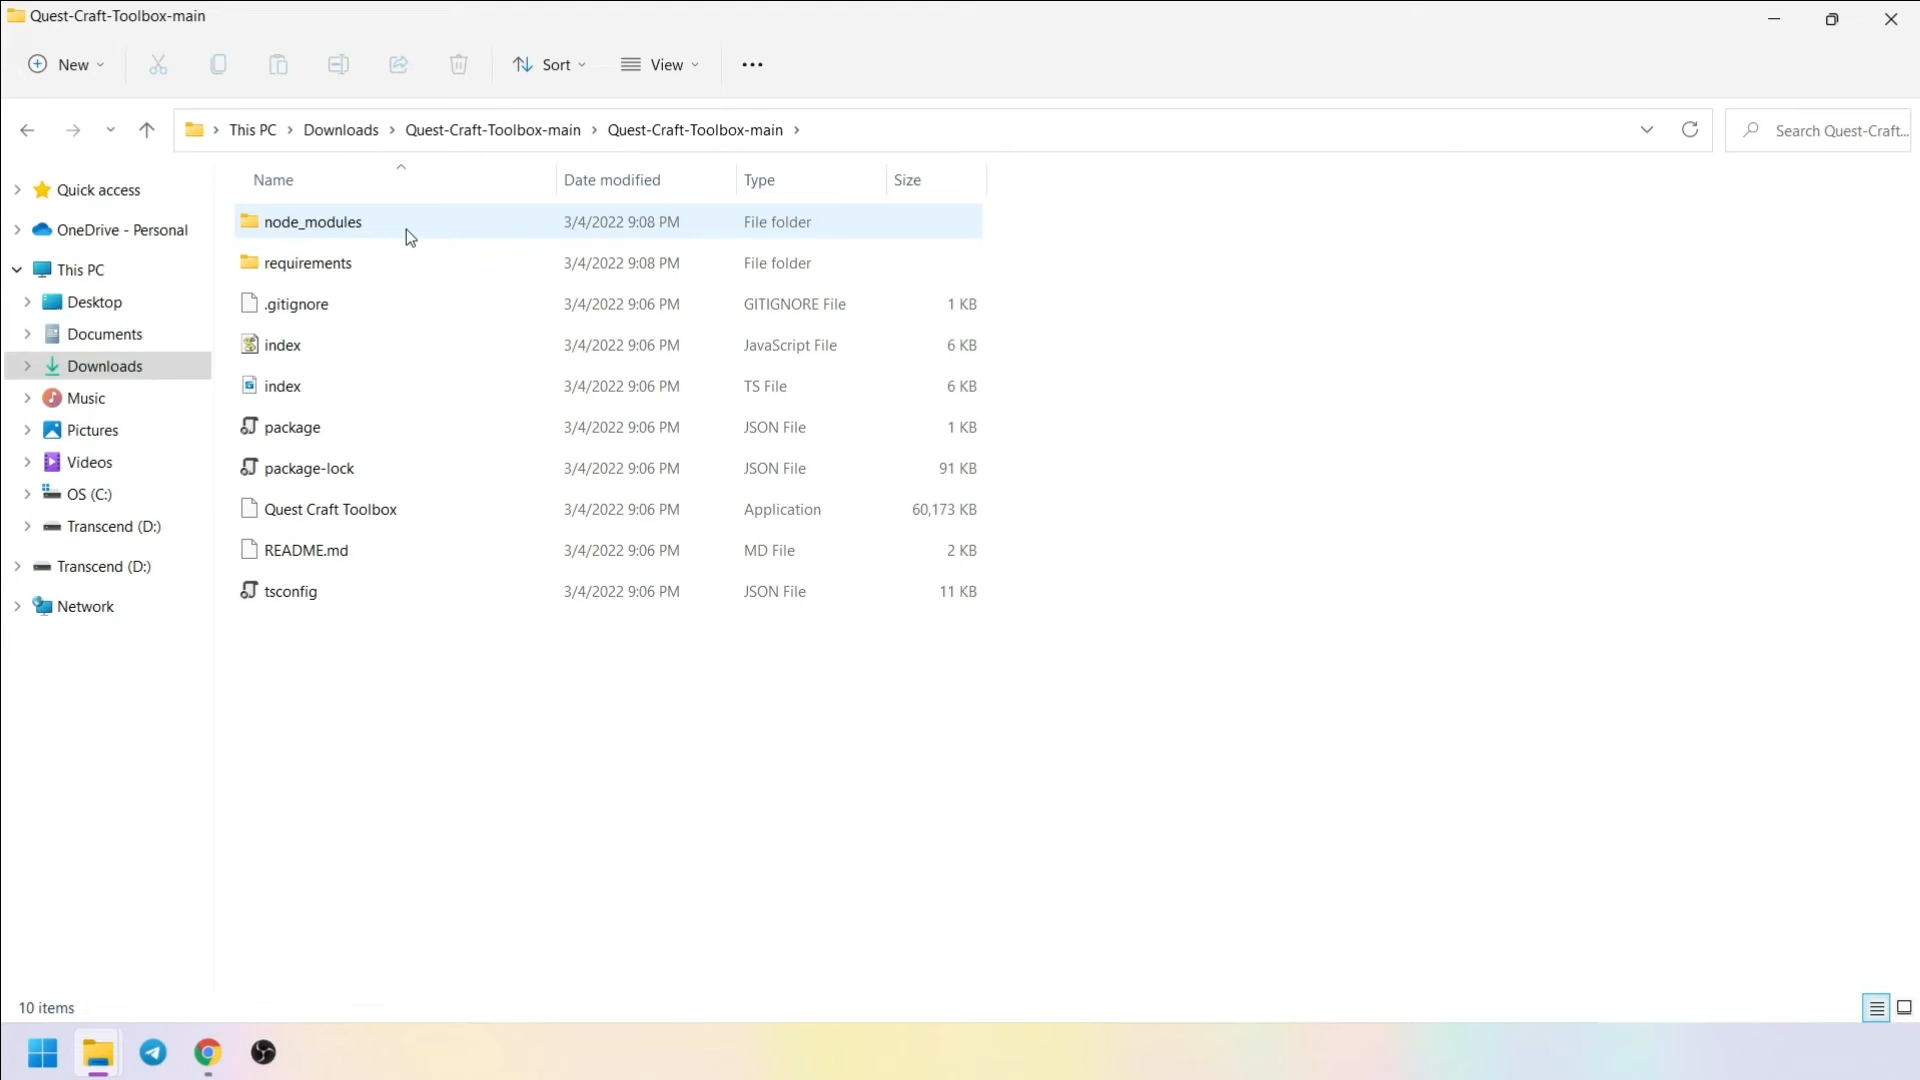 Quest-Craft-Toolbox-main
New
Sort
View
This PC
Downloads
Quest-Craft-Toolbox-main
Quest-Craft-Toolbox-main
Search Quest-Craft...
Name
Date modified
Type
Size
Quick access
OneDrive - Personal
This PC
Desktop
Documents
Downloads
Music
Pictures
Videos
OS (C:)
Transcend (D:)
Transcend (D:)
Network
node_modules 3/4/2022 9:08 PM File folder
requirements 3/4/2022 9:08 PM File folder
.gitignore 3/4/2022 9:06 PM GITIGNORE File 1 KB
index 3/4/2022 9:06 PM JavaScript File 6 KB
index 3/4/2022 9:06 PM TS File 6 KB
package 3/4/2022 9:06 PM JSON File 1 KB
package-lock 3/4/2022 9:06 PM JSON File 91 KB
Quest Craft Toolbox 3/4/2022 9:06 PM Application 60,173 KB
README.md 3/4/2022 9:06 PM MD File 2 KB
tsconfig 3/4/2022 9:06 PM JSON File 11 KB
10 items